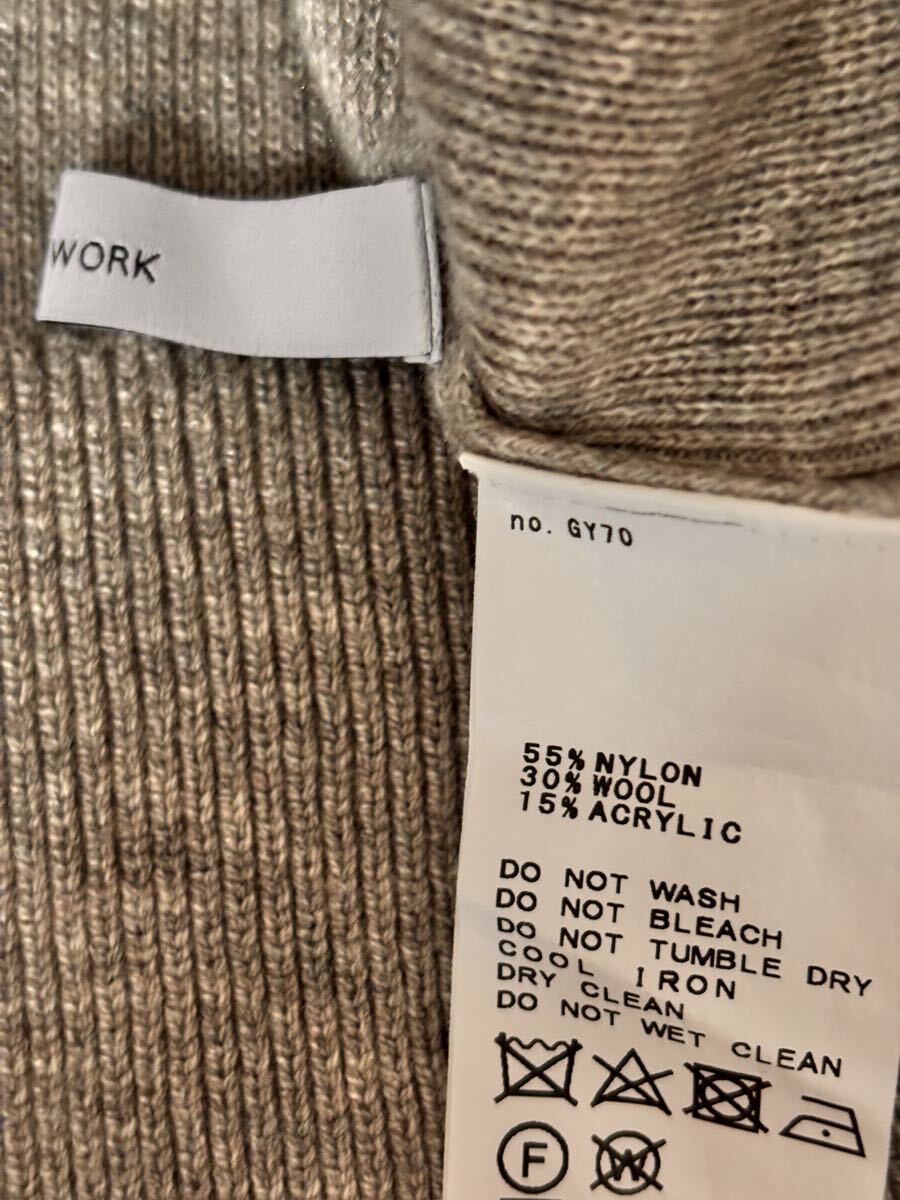 WORK
no. GY70
55% NYLON
30% WOOL
15% ACRYLIC
DO NOT WASH
DO NOT BLEACH
DO NOT TUMBLE DRY
COOL IRON
DRY CLEAN
DO NOT WET CLEAN
F
W